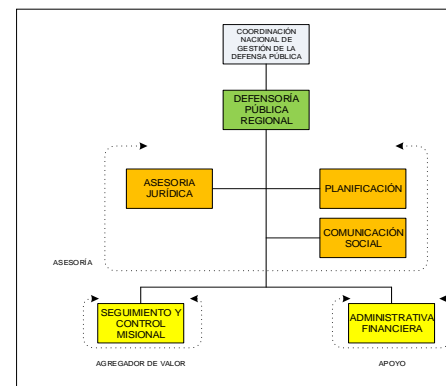 COORDINACIÓN
NACIONAL DE
GESTIÓN DE LA
DEFENSA PÚBLICA
DEFENSORÍA
PÚBLICA
REGIONAL
ASESORIA
JURÍDICA
PLANIFICACIÓN
COMUNICACIÓN
SOCIAL
ASESORÍA
SEGUIMIENTO Y
CONTROL
MISIONAL
ADMINISTRATIVA
FINANCIERA
AGREGADOR DE VALOR
APOYO